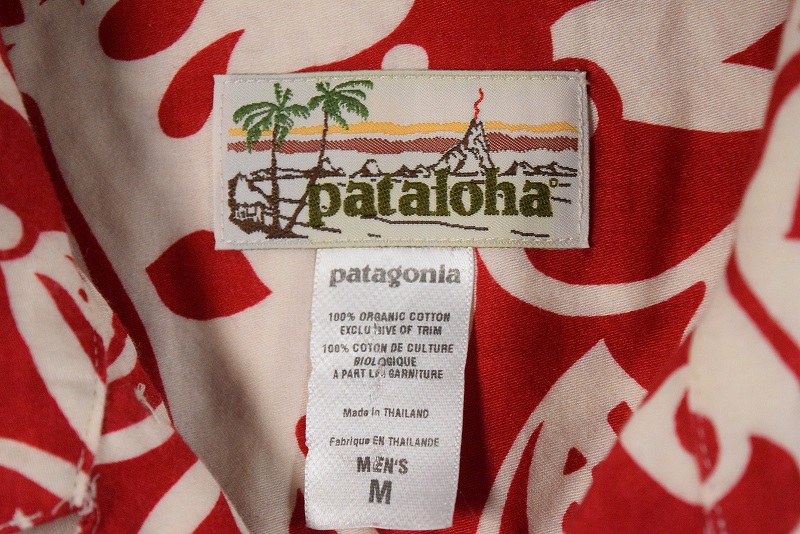 pataloha®
patagonia
100% ORGANIC COTTON
EXCLUSIVE OF TRIM
100% COTON DE CULTURE
BIOLOGIQUE
A PART LA GARNITURE
Made in THAILAND
Fabrique EN THAILANDE
MEN'S
M